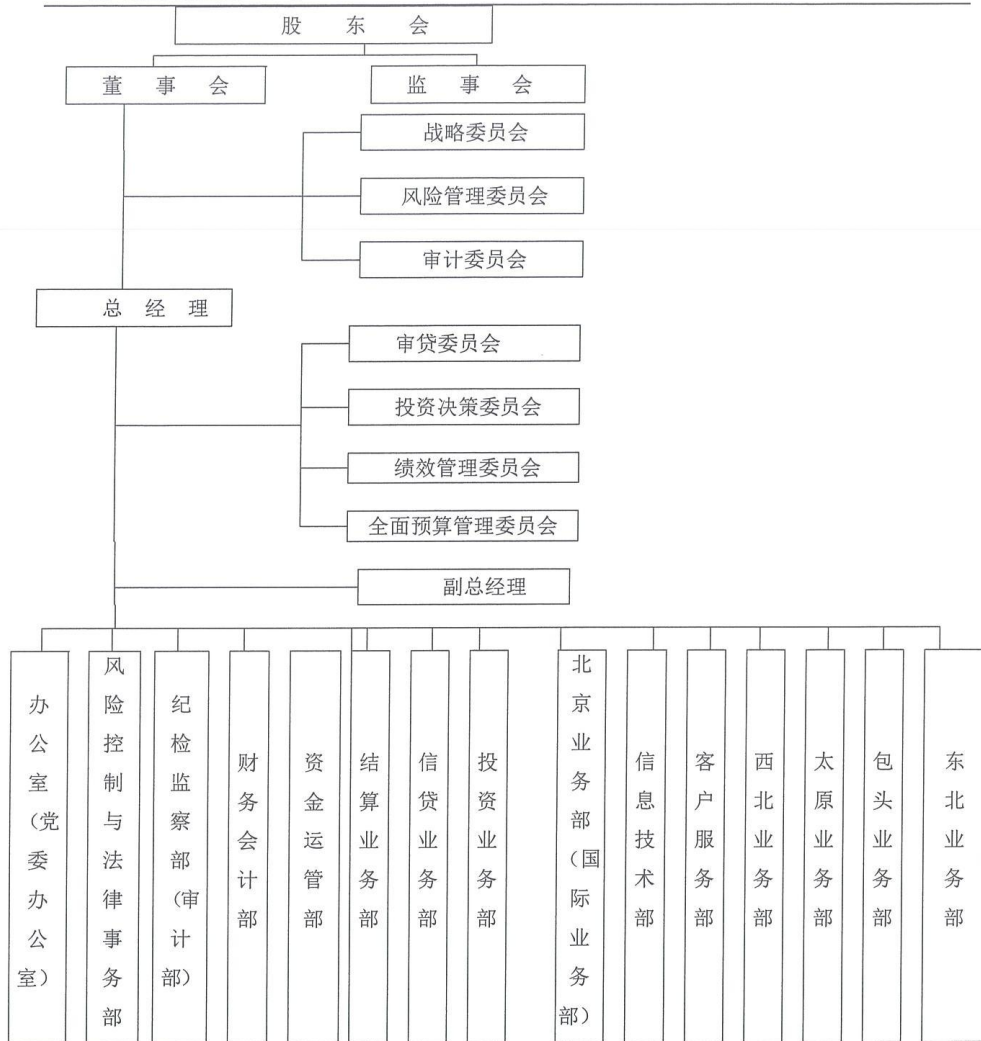 股东会
董事会
监事会
战略委员会
风险管理委员会
审计委员会
总经理
审贷委员会
投资决策委员会
绩效管理委员会
全面预算管理委员会
副总经理
办公室（党委办公室）
风险控制与法律事务部
纪检监察部（审计部）
财务会计部
资金运管部
结算业务部
信贷业务部
投资业务部
北京业务部（国际业务部）
信息技术部
客户服务部
西北业务部
太原业务部
包头业务部
东北业务部